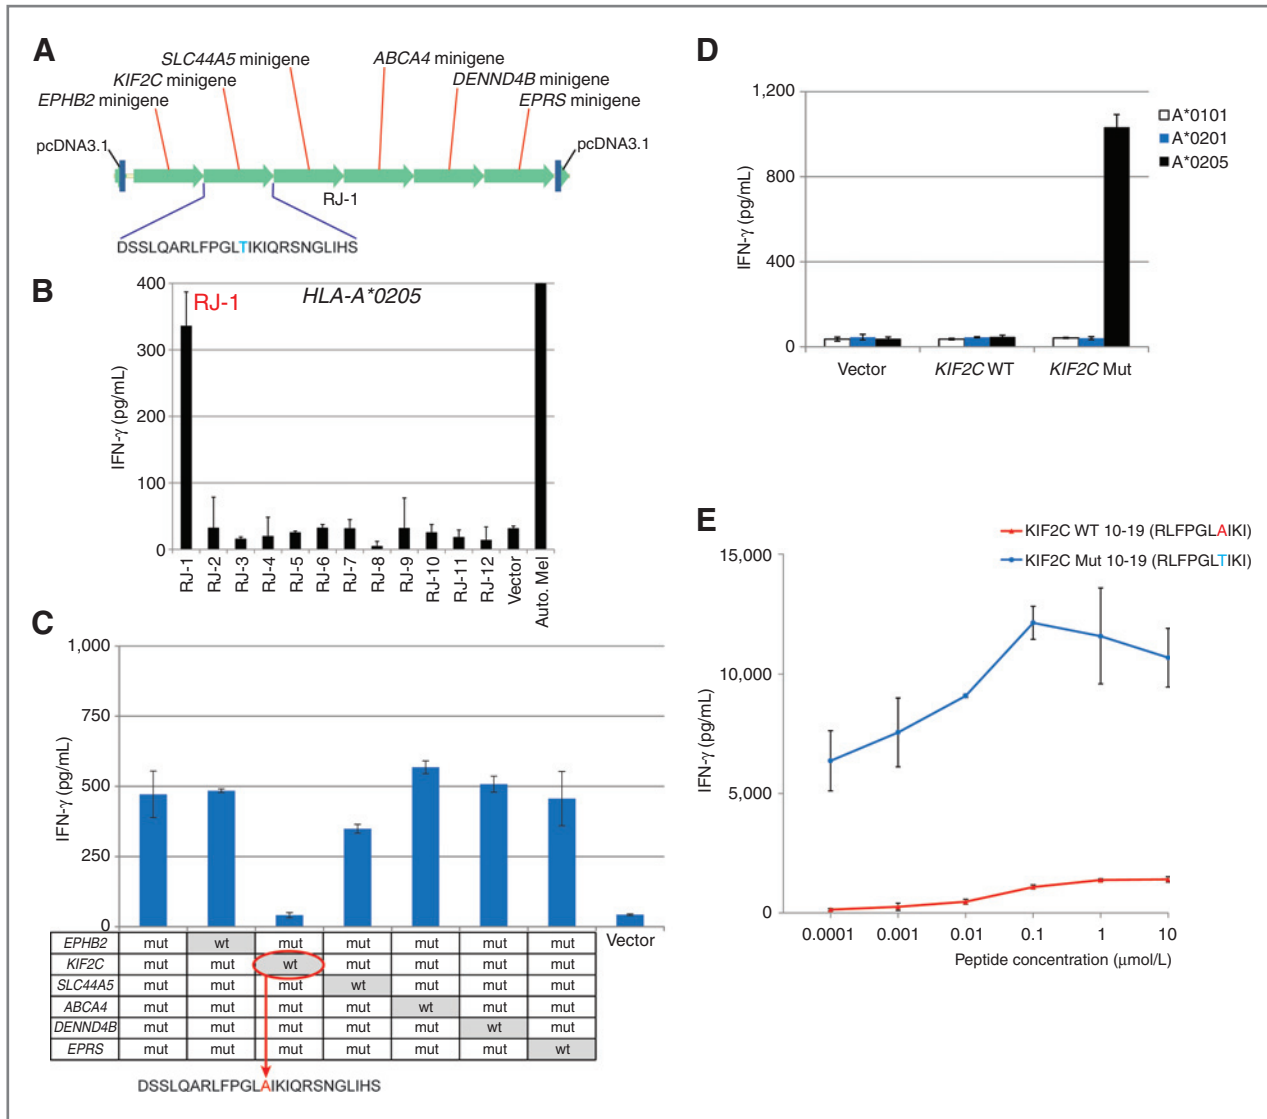 A
SLC44A5 minigene
ABCA4 minigene
KIF2C minigene
DENND4B minigene
EPHB2 minigene
EPRS minigene
pcDNA3.1
pcDNA3.1
RJ-1
DSSLQARLFPGLTIKIQRSNGLIHS
B
HLA-A*0205
RJ-1
IFN-γ (pg/mL)
400
300
200
100
0
RJ-1
RJ-2
RJ-3
RJ-4
RJ-5
RJ-6
RJ-7
RJ-8
RJ-9
RJ-10
RJ-11
RJ-12
Vector
Auto. Mel
C
IFN-γ (pg/mL)
1,000
750
500
250
0
Vector
EPHB2 mut wt mut mut mut mut mut
KIF2C mut mut wt mut mut mut mut
SLC44A5 mut mut mut wt mut mut mut
ABCA4 mut mut mut mut wt mut mut
DENND4B mut mut mut mut mut wt mut
EPRS mut mut mut mut mut mut wt
DSSLQARLFPGLAIKIQRSNGLIHS
D
IFN-γ (pg/mL)
1,200
800
400
0
A*0101
A*0201
A*0205
Vector KIF2C WT KIF2C Mut
E
KIF2C WT 10-19 (RLFPGLAIKI)
KIF2C Mut 10-19 (RLFPGLTIKI)
IFN-γ (pg/mL)
15,000
10,000
5,000
0
0.0001 0.001 0.01 0.1 1 10
Peptide concentration (μmol/L)